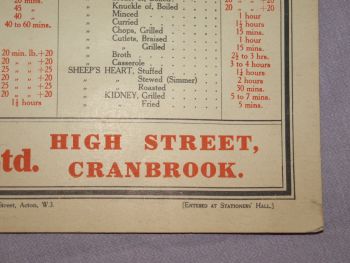 mins. Knuckle of, Boiled 20 " " +20
45 " " Minced 1 hour
40 " Curried 1½ hours
40 to 60 mins. Chops, Grilled 15 mins.
Cutlets, Braised 1 hour
" Grilled 15 mins.
20 min. lb.+20 Broth 2½ to 3 hrs.
20 " " +20 Casserole 3 to 4 hours
25 " " +20 SHEEP'S HEART, Stuffed 1½ hours
25 " " +20 " " Stewed (Simmer) 2 hours
20 " " +20 " " Roasted 30 mins.
1½ hours KIDNEY, Grilled 5 to 7 mins.
" Fried 5 mins.
td. HIGH STREET,
CRANBROOK.
Street, Acton, W.3. [ENTERED AT STATIONERS' HALL.]